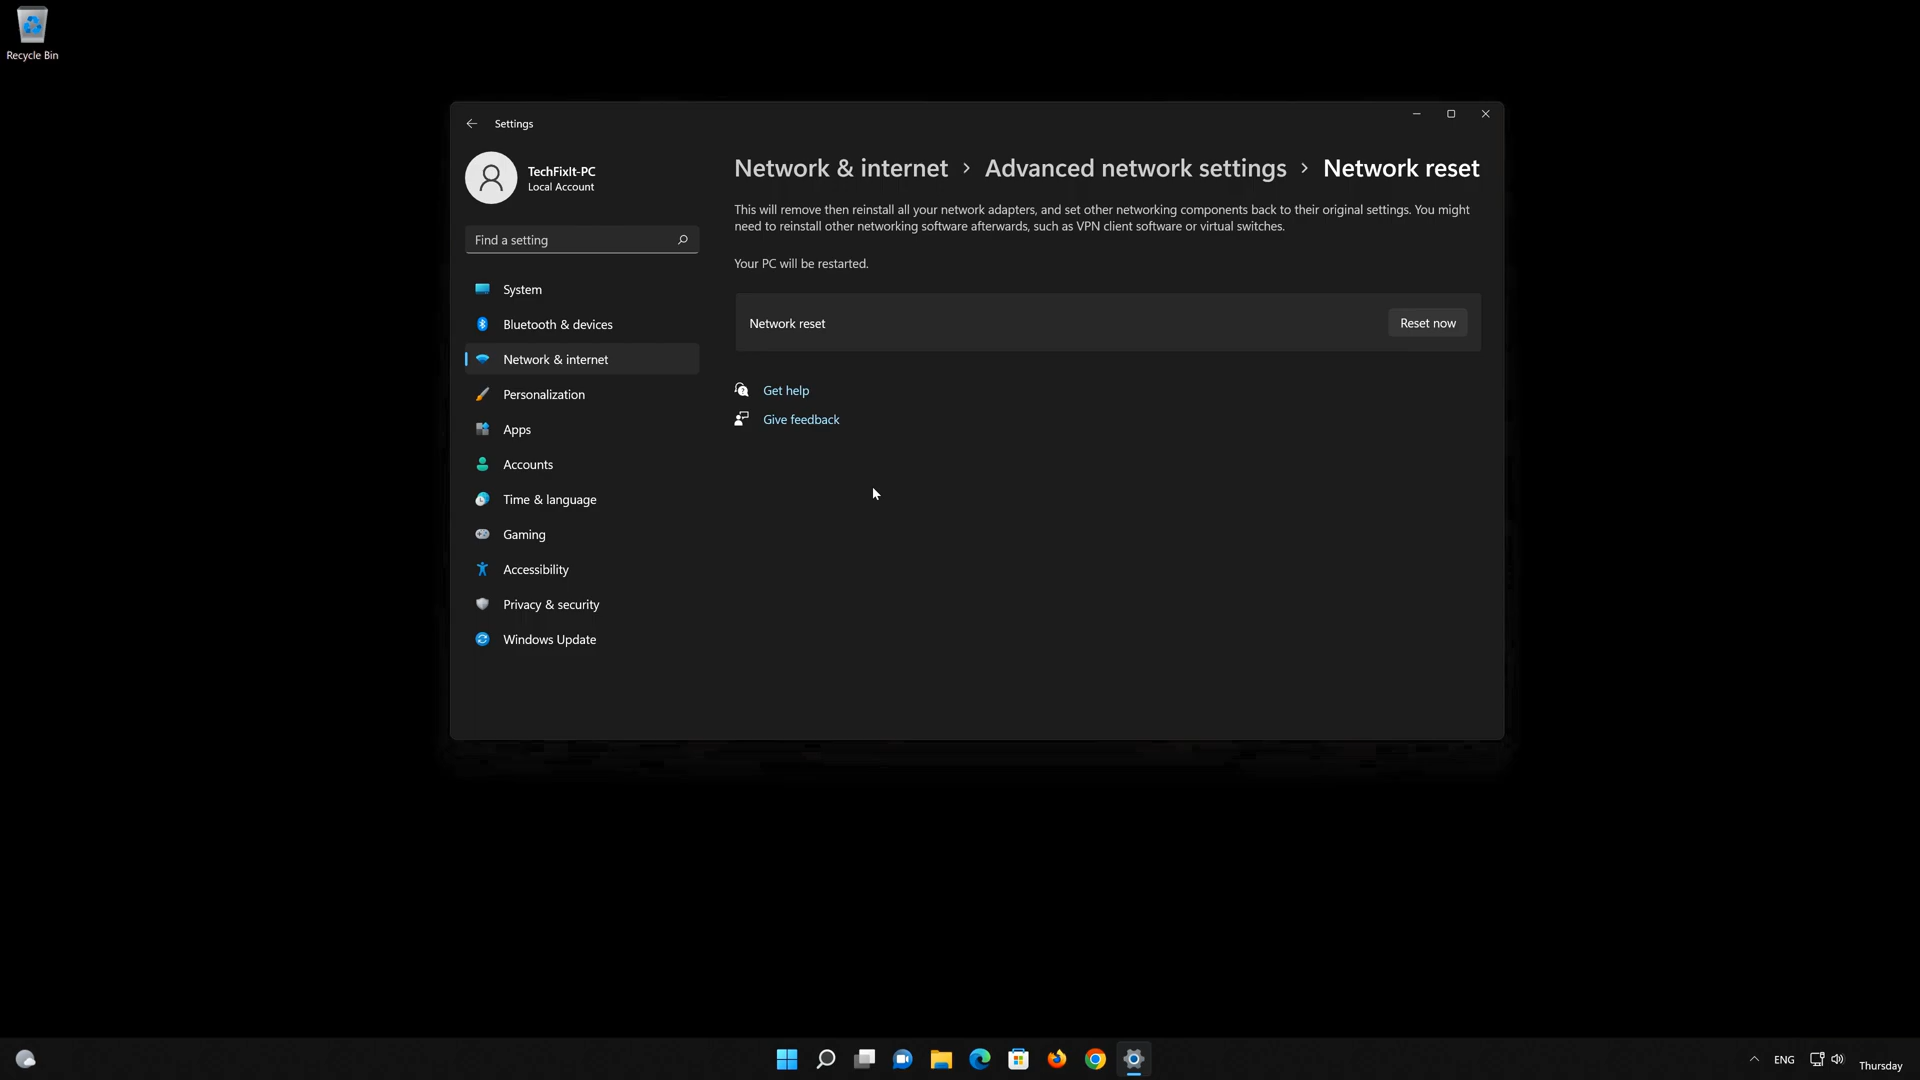 Recycle Bin
Settings
TechFixIt-PC
Local Account
Find a setting
System
Bluetooth & devices
Network & internet
Personalization
Apps
Accounts
Time & language
Gaming
Accessibility
Privacy & security
Windows Update
Network & internet > Advanced network settings > Network reset
This will remove then reinstall all your network adapters, and set other networking components back to their original settings. You might
need to reinstall other networking software afterwards, such as VPN client software or virtual switches.
Your PC will be restarted.
Network reset Reset now
Get help
Give feedback
ENG
Thursday